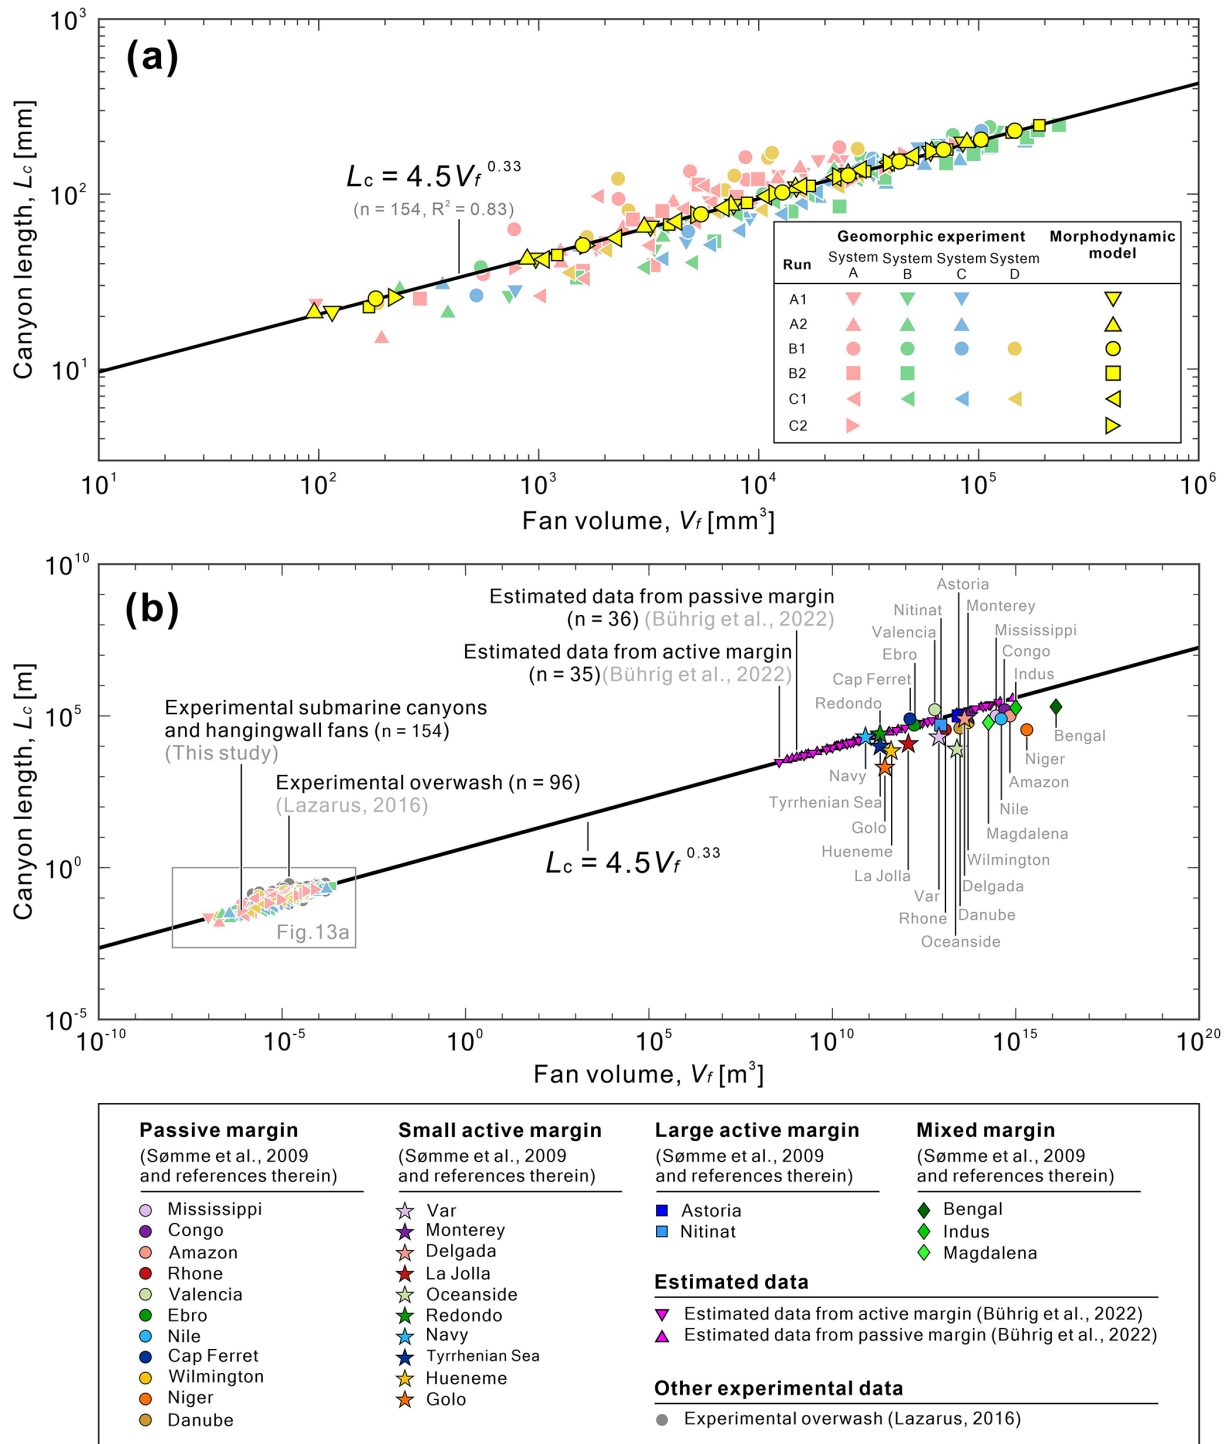 (a)
10³
10²
10¹
Canyon length, Lc [mm]
Lc = 4.5Vf 0.33
(n = 154, R² = 0.83)
Geomorphic experiment
Morphodynamic model
Run
System A
System B
System C
System D
A1
A2
B1
B2
C1
C2
10¹ 10² 10³ 10⁴ 10⁵ 10⁶
Fan volume, Vf [mm³]
(b)
10¹⁰
10⁵
10⁰
10⁻⁵
Canyon length, Lc [m]
Estimated data from passive margin
(n = 36) (Bührig et al., 2022)
Estimated data from active margin
(n = 35)(Bührig et al., 2022)
Experimental submarine canyons
and hangingwall fans (n = 154)
(This study)
Experimental overwash (n = 96)
(Lazarus, 2016)
Lc = 4.5Vf 0.33
Fig.13a
Astoria
Nitinat
Monterey
Valencia
Mississippi
Ebro
Congo
Cap Ferret
Indus
Redondo
Bengal
Niger
Navy
Amazon
Tyrrhenian Sea
Nile
Golo
Magdalena
Hueneme
Wilmington
La Jolla
Delgada
Var
Rhone
Danube
Oceanside
10⁻¹⁰ 10⁻⁵ 10⁰ 10⁵ 10¹⁰ 10¹⁵ 10²⁰
Fan volume, Vf [m³]
Passive margin
(Sømme et al., 2009
and references therein)
Mississippi
Congo
Amazon
Rhone
Valencia
Ebro
Nile
Cap Ferret
Wilmington
Niger
Danube
Small active margin
(Sømme et al., 2009
and references therein)
Var
Monterey
Delgada
La Jolla
Oceanside
Redondo
Navy
Tyrrhenian Sea
Hueneme
Golo
Large active margin
(Sømme et al., 2009
and references therein)
Astoria
Nitinat
Mixed margin
(Sømme et al., 2009
and references therein)
Bengal
Indus
Magdalena
Estimated data
Estimated data from active margin (Bührig et al., 2022)
Estimated data from passive margin (Bührig et al., 2022)
Other experimental data
Experimental overwash (Lazarus, 2016)